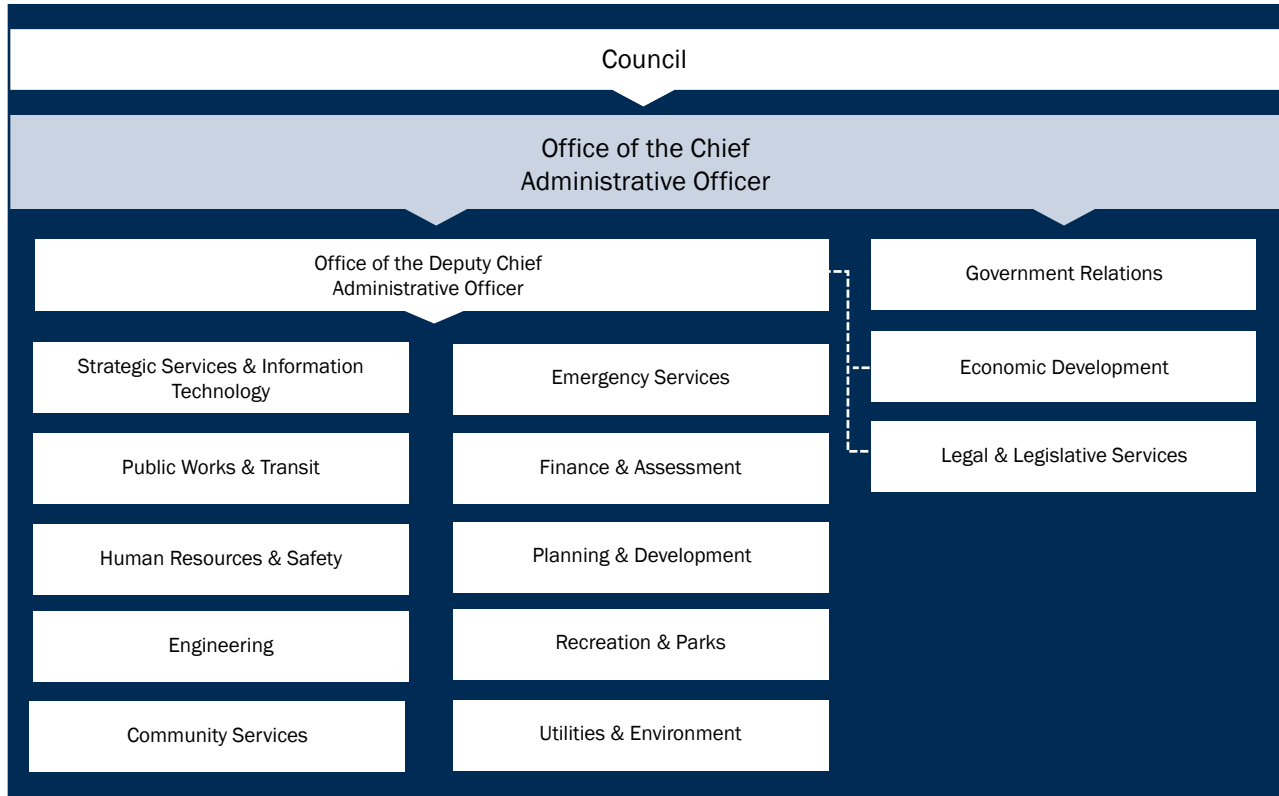 Council
Office of the Chief
Administrative Officer
Office of the Deputy Chief
Administrative Officer
Government Relations
Strategic Services & Information
Technology
Emergency Services
Economic Development
Public Works & Transit
Finance & Assessment
Legal & Legislative Services
Human Resources & Safety
Planning & Development
Engineering
Recreation & Parks
Community Services
Utilities & Environment